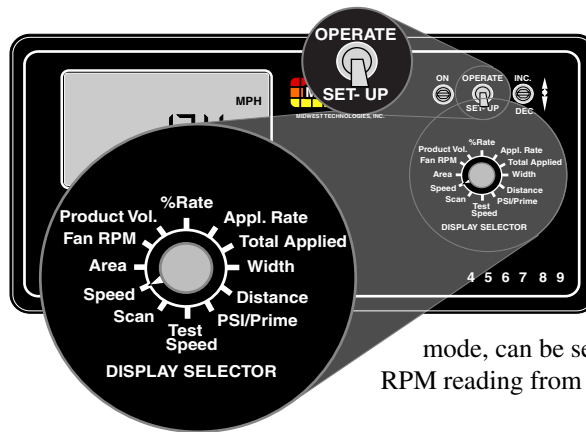 OPERATE
SET- UP
MPH
M
MIDWEST TECHNOLOGIES, INC.
ON
OPERATE
INC.
SET- UP
DEC
%Rate
Product Vol.
Appl. Rate
Fan RPM
Total Applied
Area
Width
Speed
Distance
Scan
PSI/Prime
Test
Speed
DISPLAY SELECTOR
%Rate
Product Vol.
Appl. Rate
Fan RPM
Total Applied
Area
Width
Speed
Distance
Scan
PSI/Prime
Test
Speed
DISPLAY SELECTOR
4 5 6 7 8 9
mode, can be se
RPM reading from